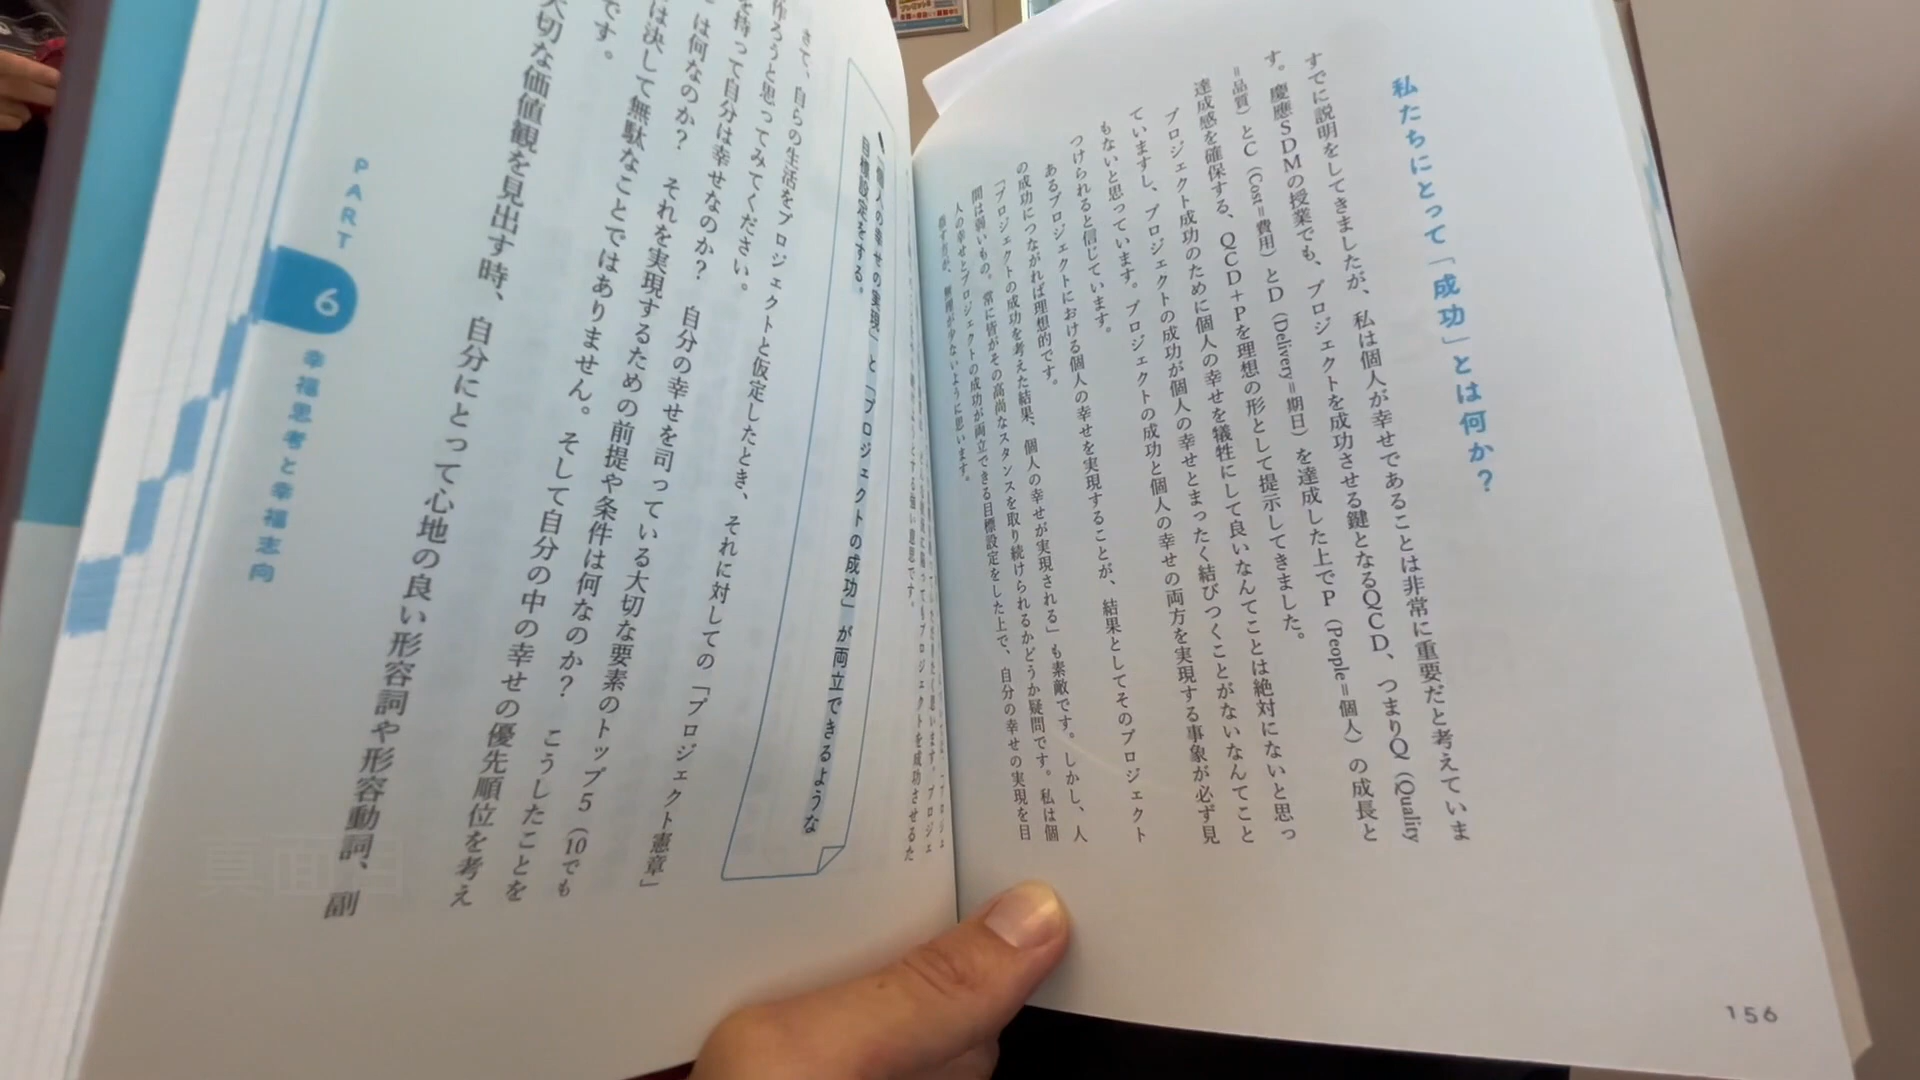 私たちにとって「成功」とは何か？
すでに説明をしてきましたが、私は個人が幸せであることは非常に重要だと考えていま
す。慶應SDMの授業でも、プロジェクトを成功させる鍵となるQCD、つまりQ（Quality
＝品質）とC（Cost＝費用）とD（Delivery＝期日）を達成した上でP（People＝個人）の成長と
達成感を確保する、QCD＋Pを理想の形として提示してきました。
プロジェクト成功のために個人の幸せを犠牲にして良いなんてことは絶対にないと思っ
ていますし、プロジェクトの成功が個人の幸せとまったく結びつくことがないなんてこと
もないと思っています。プロジェクトの成功と個人の幸せの両方を実現する事象が必ず見
つけられると信じています。
あるプロジェクトにおける個人の幸せを実現することが、結果としてそのプロジェクト
の成功につながれば理想的です。
「プロジェクトの成功を考えた結果、個人の幸せが実現される」も素敵です。しかし、人
間は弱いもの。常に皆がその高尚なスタンスを取り続けられるかどうか疑問です。私は個
人の幸せとプロジェクトの成功が両立できる目標設定をした上で、自分の幸せの実現を目
指す方が、無理が少ないように思います。
156
「個人の幸せの実現」と「プロジェクトの成功」が両立できるような
目標設定をする。
さて、自らの生活をプロジェクトと仮定したとき、それに対しての「プロジェクト憲章」
作ろうと思ってみてください。
を持って自分は幸せなのか？　自分の幸せを司っている大切な要素のトップ5（10でも
は何なのか？　それを実現するための前提や条件は何なのか？　こうしたことを
は決して無駄なことではありません。そして自分の中の幸せの優先順位を考え
です。
大切な価値観を見出す時、自分にとって心地の良い形容詞や形容動詞、副
PART
6
幸福思考と幸福志向